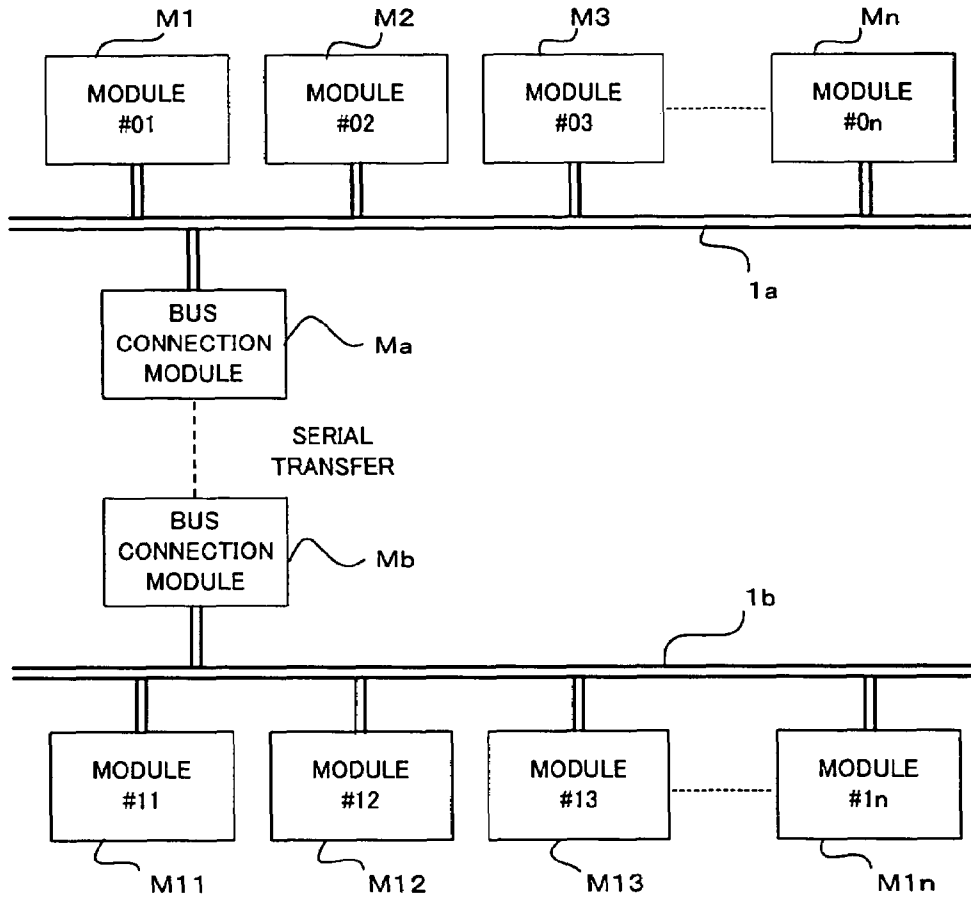 M1
M2
M3
Mn
MODULE
#01
MODULE
#02
MODULE
#03
MODULE
#0n
1a
BUS
CONNECTION
MODULE
Ma
SERIAL
TRANSFER
BUS
CONNECTION
MODULE
Mb
1b
MODULE
#11
MODULE
#12
MODULE
#13
MODULE
#1n
M11
M12
M13
M1n